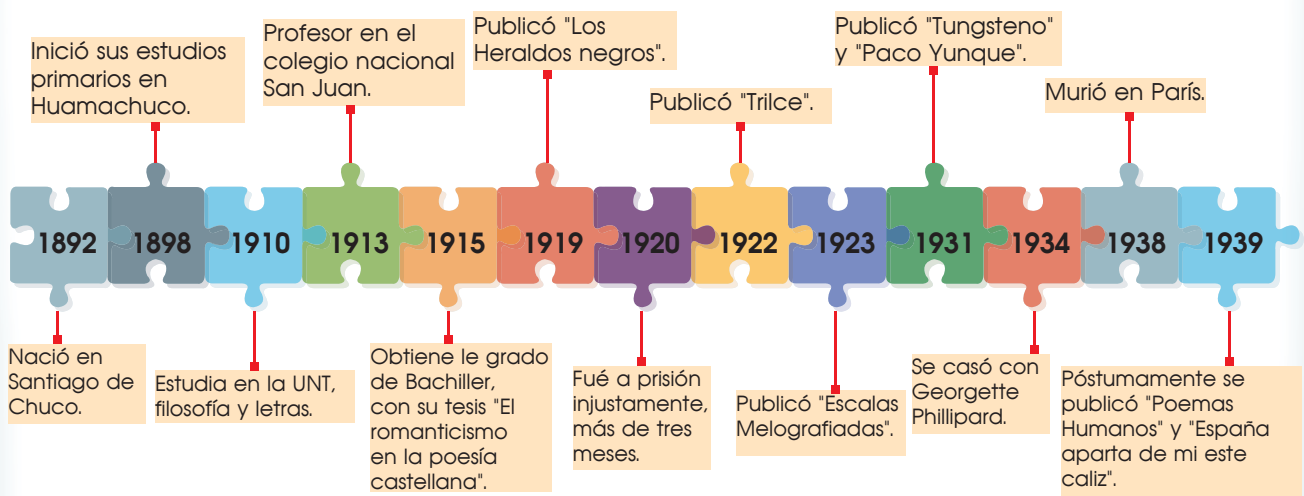 Inició sus estudios
primarios en
Huamachuco.
Profesor en el
colegio nacional
San Juan.
Publicó "Los
Heraldos negros".
Publicó "Trilce".
Publicó "Tungsteno"
y "Paco Yunque".
Murió en París.
1892
1898
1910
1913
1915
1919
1920
1922
1923
1931
1934
1938
1939
Nació en
Santiago de
Chuco.
Estudia en la UNT,
filosofía y letras.
Obtiene le grado
de Bachiller,
con su tesis "El
romanticismo
en la poesía
castellana".
Fué a prisión
injustamente,
más de tres
meses.
Publicó "Escalas
Melografiadas".
Se casó con
Georgette
Phillipard.
Póstumamente se
publicó "Poemas
Humanos" y "España
aparta de mi este
caliz".